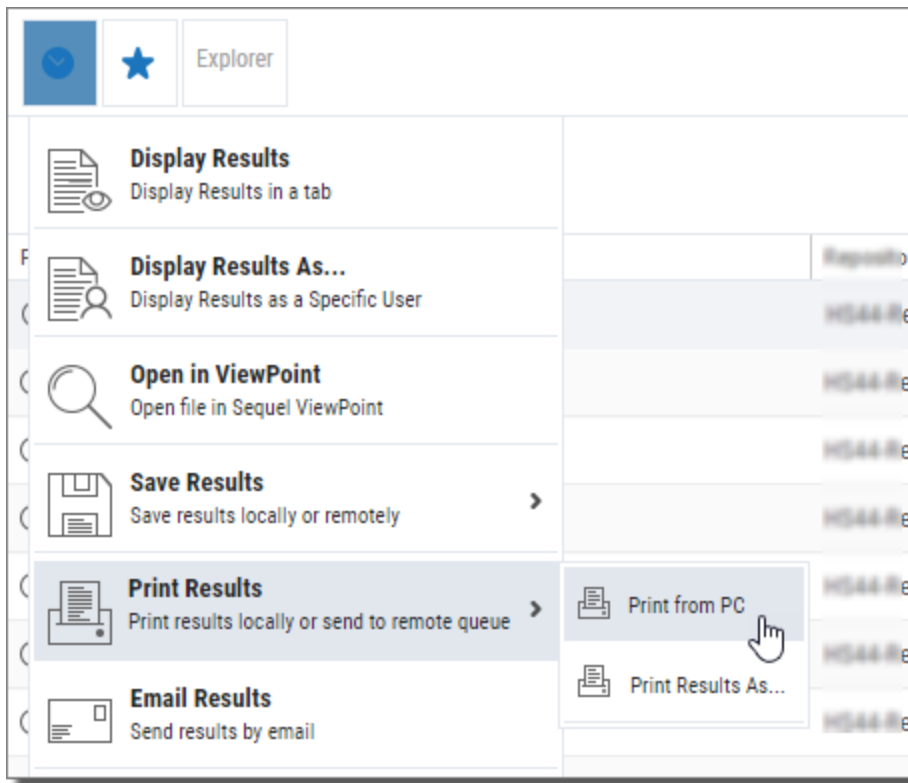 Explorer
Display Results
Display Results in a tab
Display Results As...
Display Results as a Specific User
Open in ViewPoint
Open file in Sequel ViewPoint
Save Results
Save results locally or remotely
Print Results
Print results locally or send to remote queue
Print from PC
Print Results As...
Email Results
Send results by email